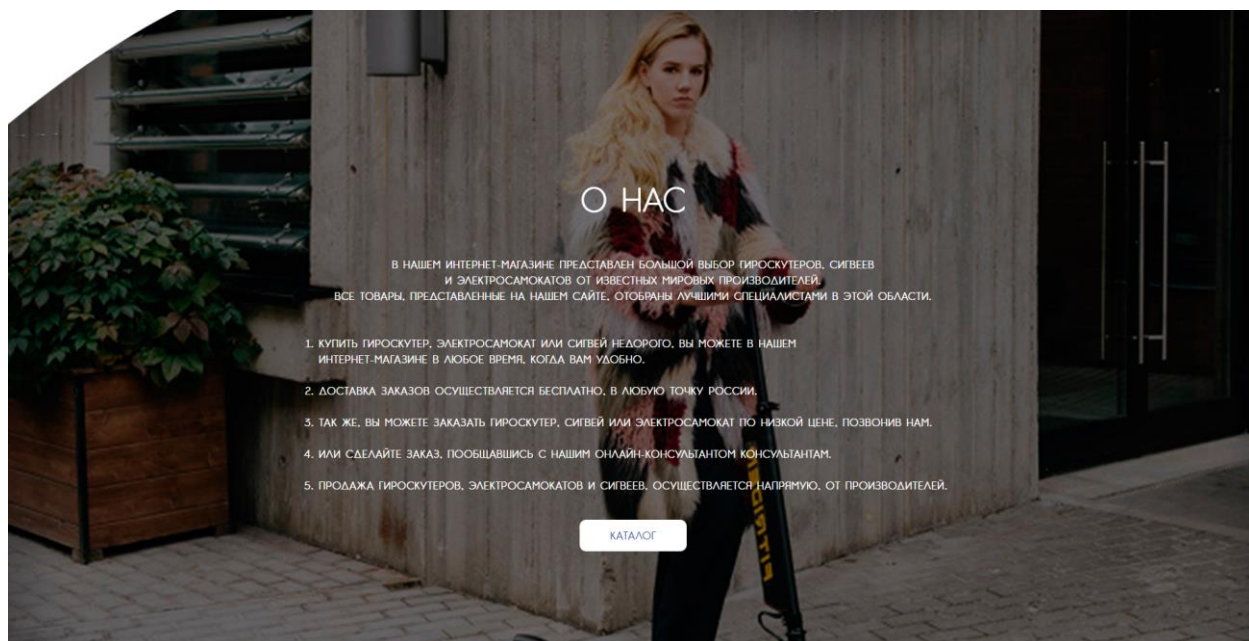 О НАС
В НАШЕМ ИНТЕРНЕТ-МАГАЗИНЕ ПРЕДСТАВЛЕН БОЛЬШОЙ ВЫБОР ГИРОСКУТЕРОВ, СИГВЕЕВ
И ЭЛЕКТРОСАМОКАТОВ ОТ ИЗВЕСТНЫХ МИРОВЫХ ПРОИЗВОДИТЕЛЕЙ.
ВСЕ ТОВАРЫ, ПРЕДСТАВЛЕННЫЕ НА НАШЕМ САЙТЕ, ОТОБРАНЫ ЛУЧШИМИ СПЕЦИАЛИСТАМИ В ЭТОЙ ОБЛАСТИ.
1. КУПИТЬ ГИРОСКУТЕР, ЭЛЕКТРОСАМОКАТ ИЛИ СИГВЕЙ НЕДОРОГО, ВЫ МОЖЕТЕ В НАШЕМ
ИНТЕРНЕТ-МАГАЗИНЕ В ЛЮБОЕ ВРЕМЯ, КОГДА ВАМ УДОБНО.
2. ДОСТАВКА ЗАКАЗОВ ОСУЩЕСТВЛЯЕТСЯ БЕСПЛАТНО, В ЛЮБУЮ ТОЧКУ РОССИИ.
3. ТАК ЖЕ, ВЫ МОЖЕТЕ ЗАКАЗАТЬ ГИРОСКУТЕР, СИГВЕЙ ИЛИ ЭЛЕКТРОСАМОКАТ ПО НИЗКОЙ ЦЕНЕ, ПОЗВОНИВ НАМ.
4. ИЛИ СДЕЛАЙТЕ ЗАКАЗ, ПООБЩАВШИСЬ С НАШИМ ОНЛАЙН-КОНСУЛЬТАНТОМ КОНСУЛЬТАНТАМ.
5. ПРОДАЖА ГИРОСКУТЕРОВ, ЭЛЕКТРОСАМОКАТОВ И СИГВЕЕВ, ОСУЩЕСТВЛЯЕТСЯ НАПРЯМУЮ, ОТ ПРОИЗВОДИТЕЛЕЙ.
КАТАЛОГ